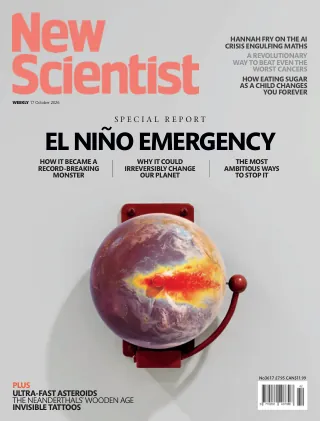 New
Scientist
WEEKLY 17 October 2026
HANNAH FRY ON THE AI
CRISIS ENGULFING MATHS
A REVOLUTIONARY
WAY TO BEAT EVEN THE
WORST CANCERS
HOW EATING SUGAR
AS A CHILD CHANGES
YOU FOREVER
SPECIAL REPORT
EL NIÑO EMERGENCY
HOW IT BECAME A
RECORD-BREAKING
MONSTER
WHY IT COULD
IRREVERSIBLY CHANGE
OUR PLANET
THE MOST
AMBITIOUS WAYS
TO STOP IT
PLUS
ULTRA-FAST ASTEROIDS
THE NEANDERTHALS' WOODEN AGE
INVISIBLE TATTOOS